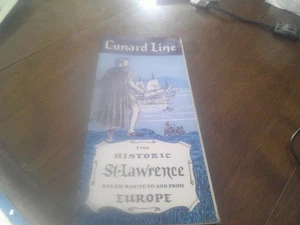 Cunard Line
THE
HISTORIC
St-Lawrence
RIVER ROUTE TO AND FROM
EUROPE